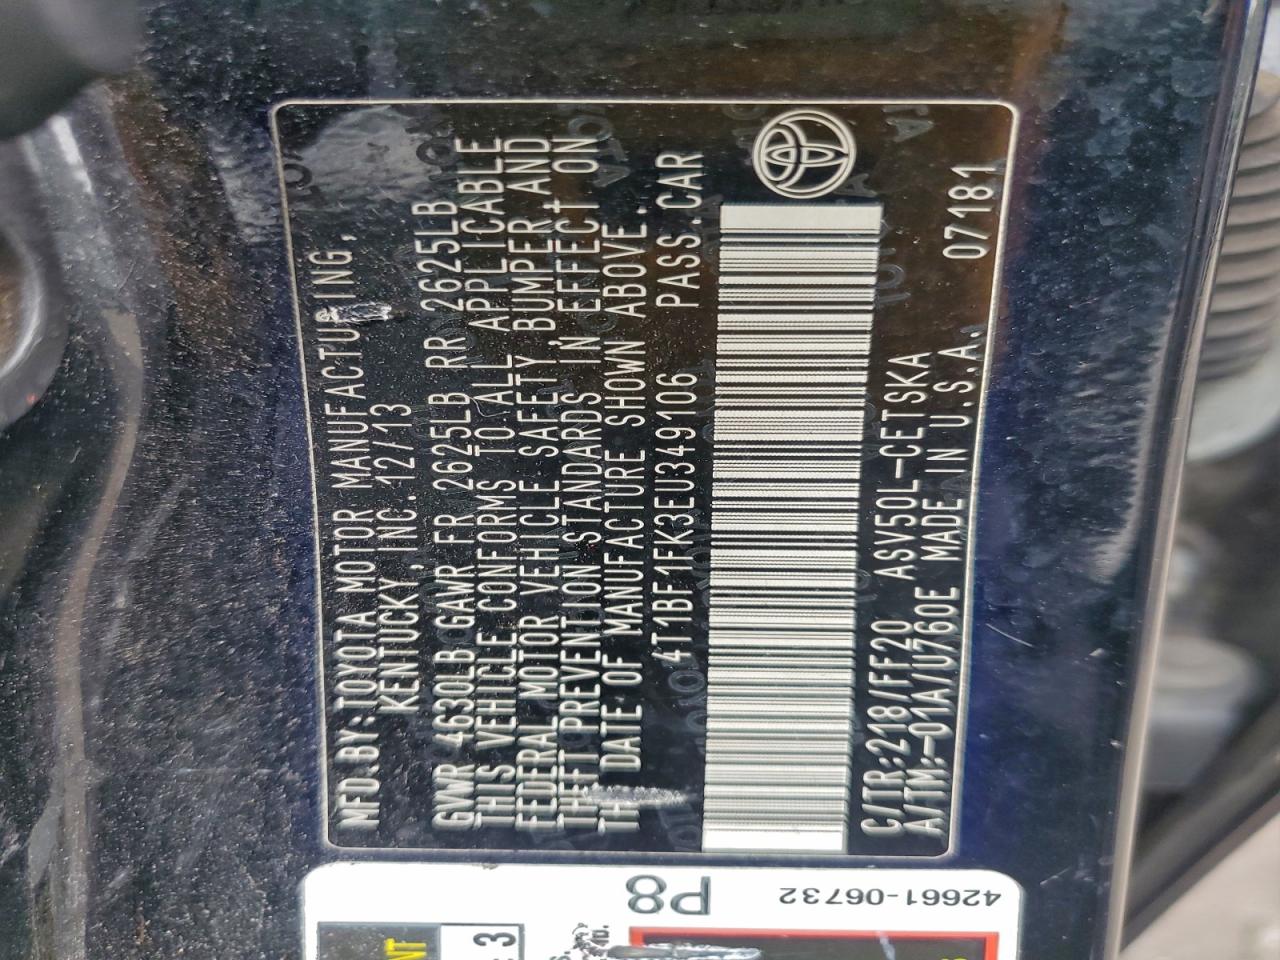 MFD.BY:TOYOTA MOTOR MANUFACTURING,
KENTUCKY, INC. 12/13
GVWR 4630LB GAWR FR 2625LB RR 2625LB
THIS VEHICLE CONFORMS TO ALL APPLICABLE
FEDERAL MOTOR VEHICLE SAFETY, BUMPER, AND
THEFT PREVENTION STANDARDS IN EFFECT ON
THE DATE OF MANUFACTURE SHOWN ABOVE.
4T1BF1FK3EU349106 PASS.CAR
C/TR:218/FF20 ASV50L-CETSKA
A/TM:-01A/U760E MADE IN U.S.A. 07181
42661-06732
P8
3